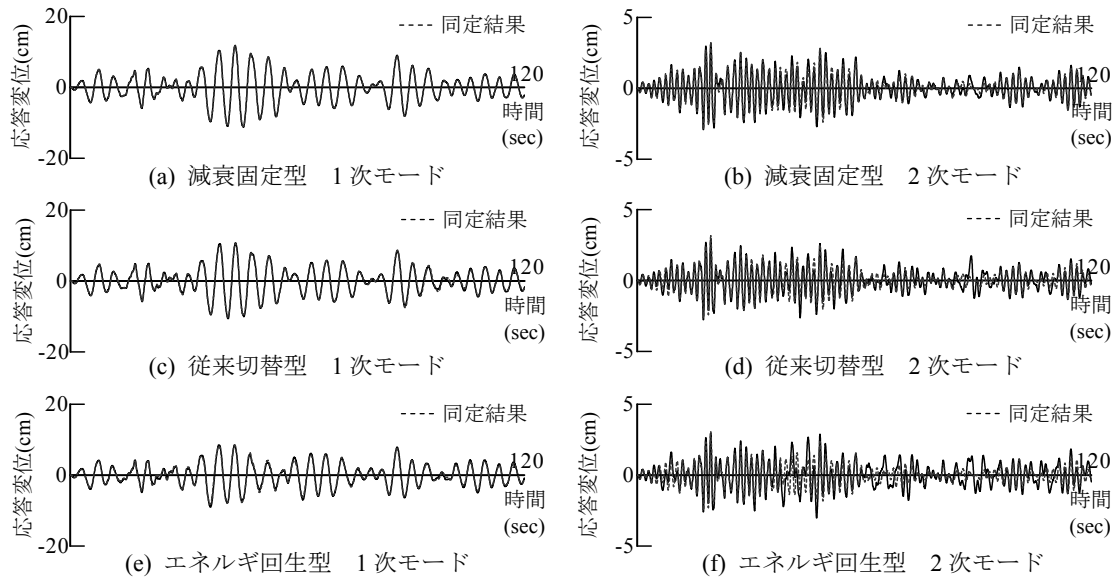 20
0
-20
応答変位(cm)
---- 同定結果
120
時間
(sec)
(a) 減衰固定型 1次モード
5
0
-5
応答変位(cm)
---- 同定結果
120
時間
(sec)
(b) 減衰固定型 2次モード
20
0
-20
応答変位(cm)
---- 同定結果
120
時間
(sec)
(c) 従来切替型 1次モード
5
0
-5
応答変位(cm)
---- 同定結果
120
時間
(sec)
(d) 従来切替型 2次モード
20
0
-20
応答変位(cm)
---- 同定結果
120
時間
(sec)
(e) エネルギ回生型 1次モード
5
0
-5
応答変位(cm)
---- 同定結果
120
時間
(sec)
(f) エネルギ回生型 2次モード